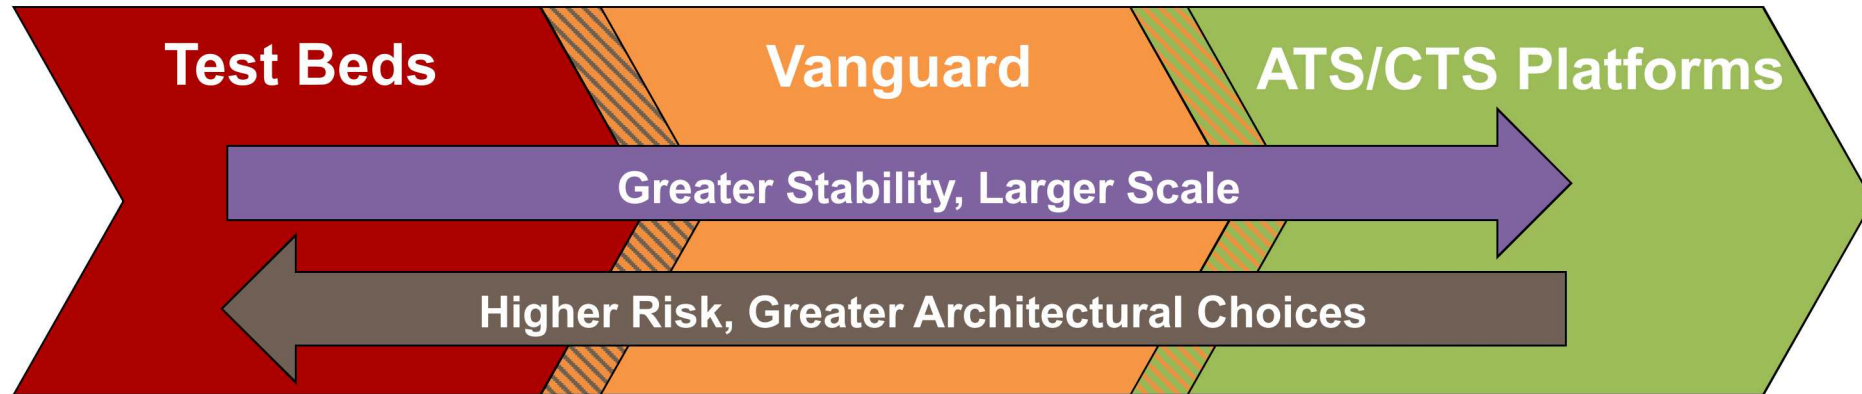 Test Beds
Vanguard
ATS/CTS Platforms
Greater Stability, Larger Scale
Higher Risk, Greater Architectural Choices